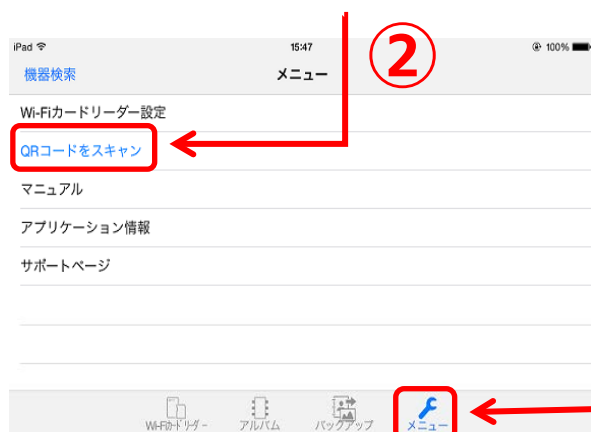 ②
iPad 15:47 100%
機器検索 メニュー
Wi-Fiカードリーダー設定
QRコードをスキャン
マニュアル
アプリケーション情報
サポートページ
Wi-Fiカードリーダー アルバム バックアップ メニュー